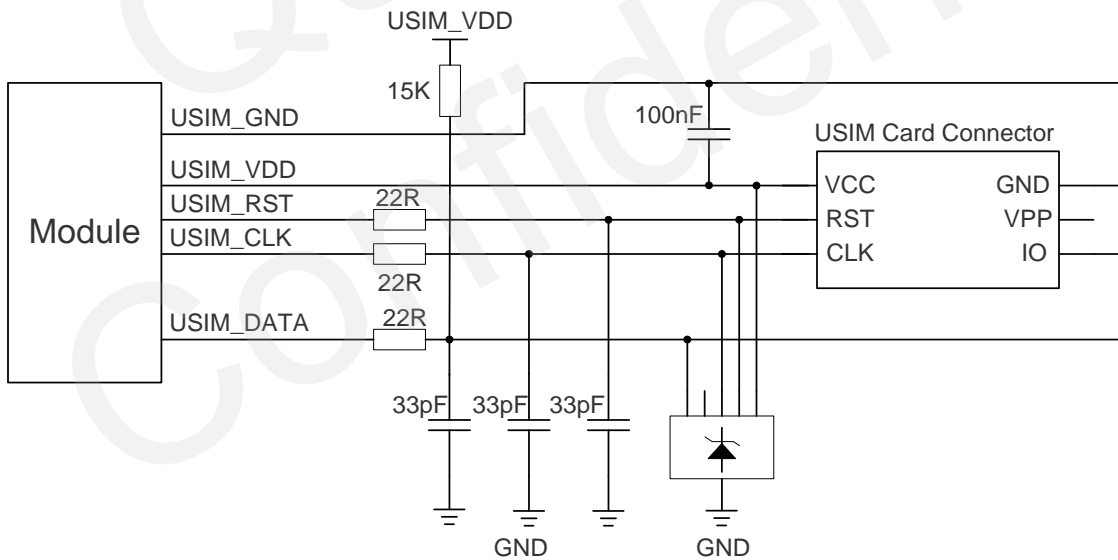 USIM_VDD
15K
100nF
USIM_GND
USIM Card Connector
USIM_VDD
VCC
GND
USIM_RST
22R
RST
VPP
Module
USIM_CLK
CLK
IO
22R
USIM_DATA
22R
33pF
33pF
33pF
GND
GND